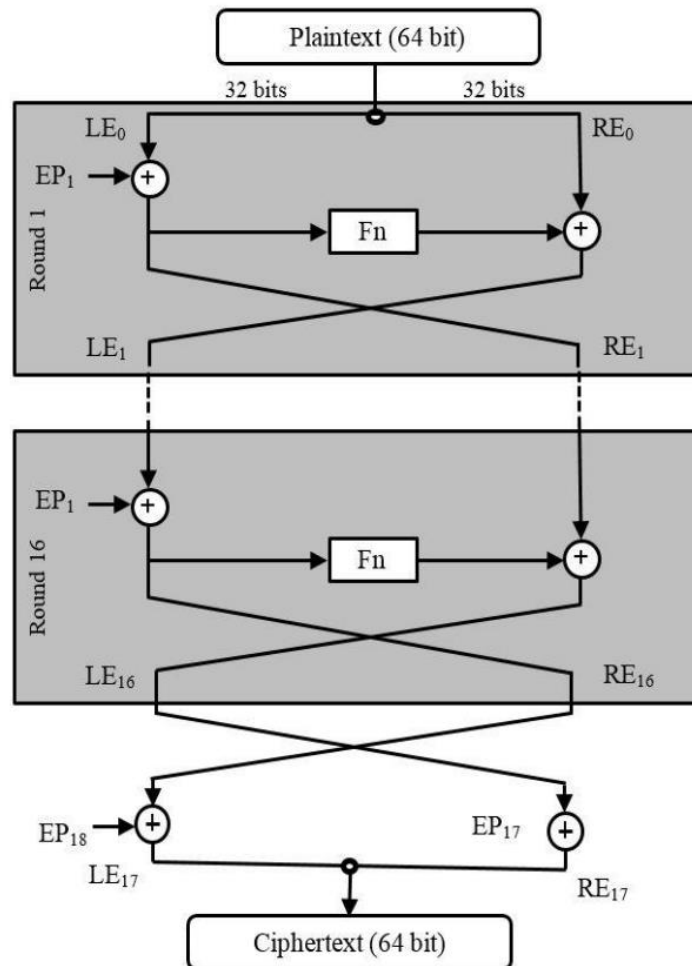 Plaintext (64 bit)
32 bits 32 bits
LE₀ RE₀
EP₁ +
Round 1
Fn +
LE₁ RE₁
EP₁ +
Round 16
Fn +
LE₁₆ RE₁₆
EP₁₈ + EP₁₇ +
LE₁₇ RE₁₇
Ciphertext (64 bit)